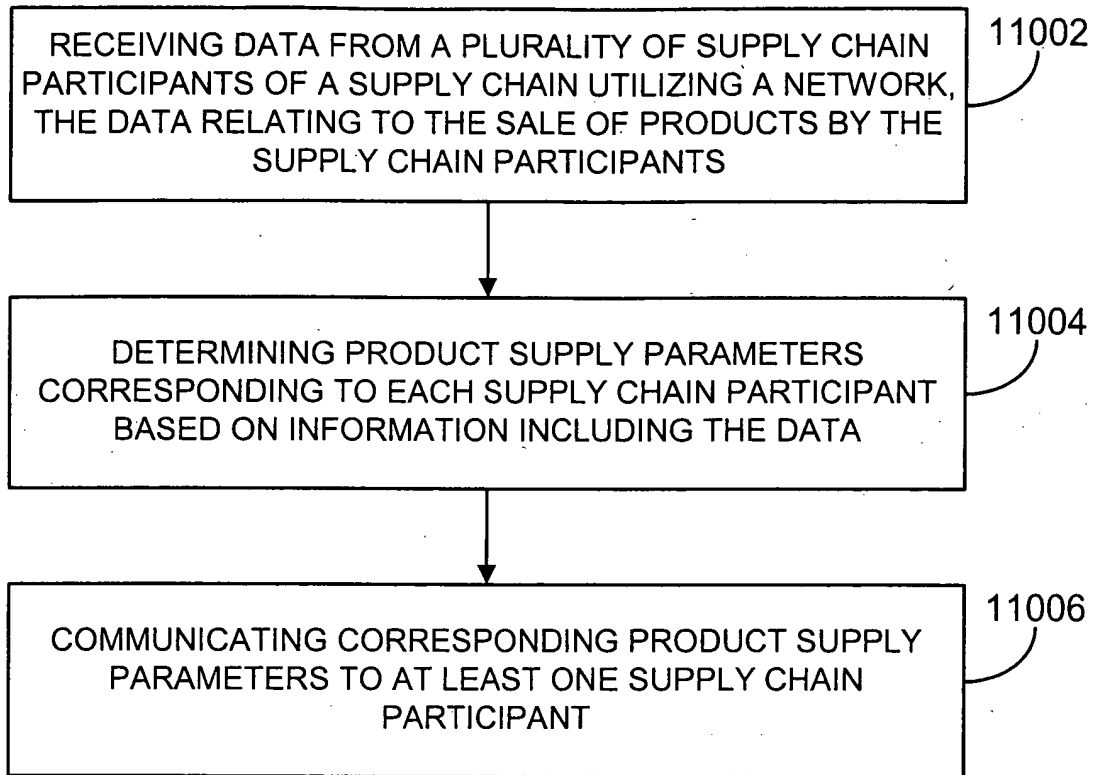 RECEIVING DATA FROM A PLURALITY OF SUPPLY CHAIN
PARTICIPANTS OF A SUPPLY CHAIN UTILIZING A NETWORK,
THE DATA RELATING TO THE SALE OF PRODUCTS BY THE
SUPPLY CHAIN PARTICIPANTS
11002
DETERMINING PRODUCT SUPPLY PARAMETERS
CORRESPONDING TO EACH SUPPLY CHAIN PARTICIPANT
BASED ON INFORMATION INCLUDING THE DATA
11004
COMMUNICATING CORRESPONDING PRODUCT SUPPLY
PARAMETERS TO AT LEAST ONE SUPPLY CHAIN
PARTICIPANT
11006